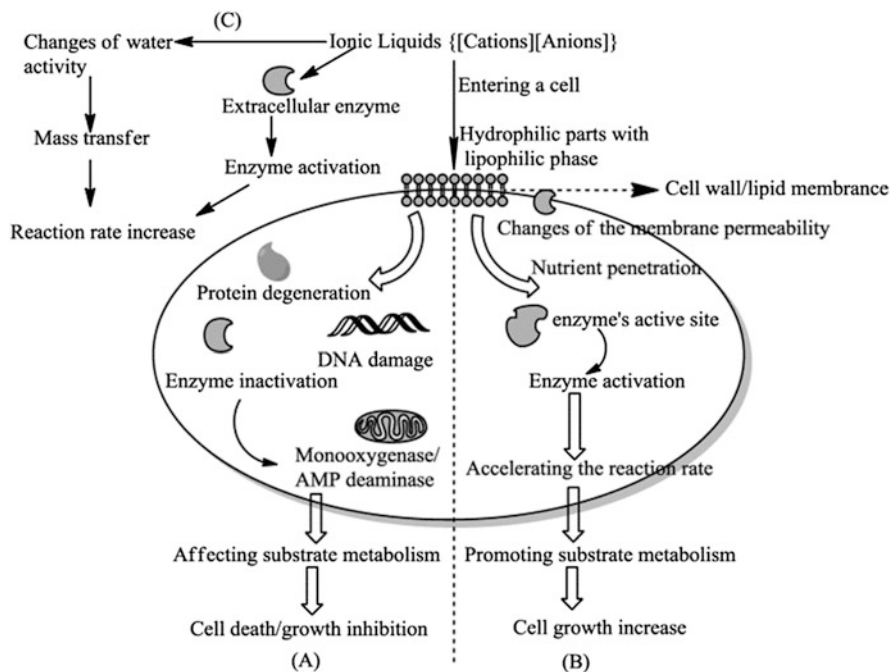 (C)
Changes of water
activity
Ionic Liquids {[Cations][Anions]}
Extracellular enzyme
Entering a cell
Mass transfer
Hydrophilic parts with
lipophilic phase
Enzyme activation
Cell wall/lipid membrance
Reaction rate increase
Changes of the membrane permeability
Protein degeneration
Nutrient penetration
enzyme's active site
DNA damage
Enzyme inactivation
Enzyme activation
Monooxygenase/
AMP deaminase
Accelerating the reaction rate
Affecting substrate metabolism
Promoting substrate metabolism
Cell death/growth inhibition
Cell growth increase
(A)
(B)